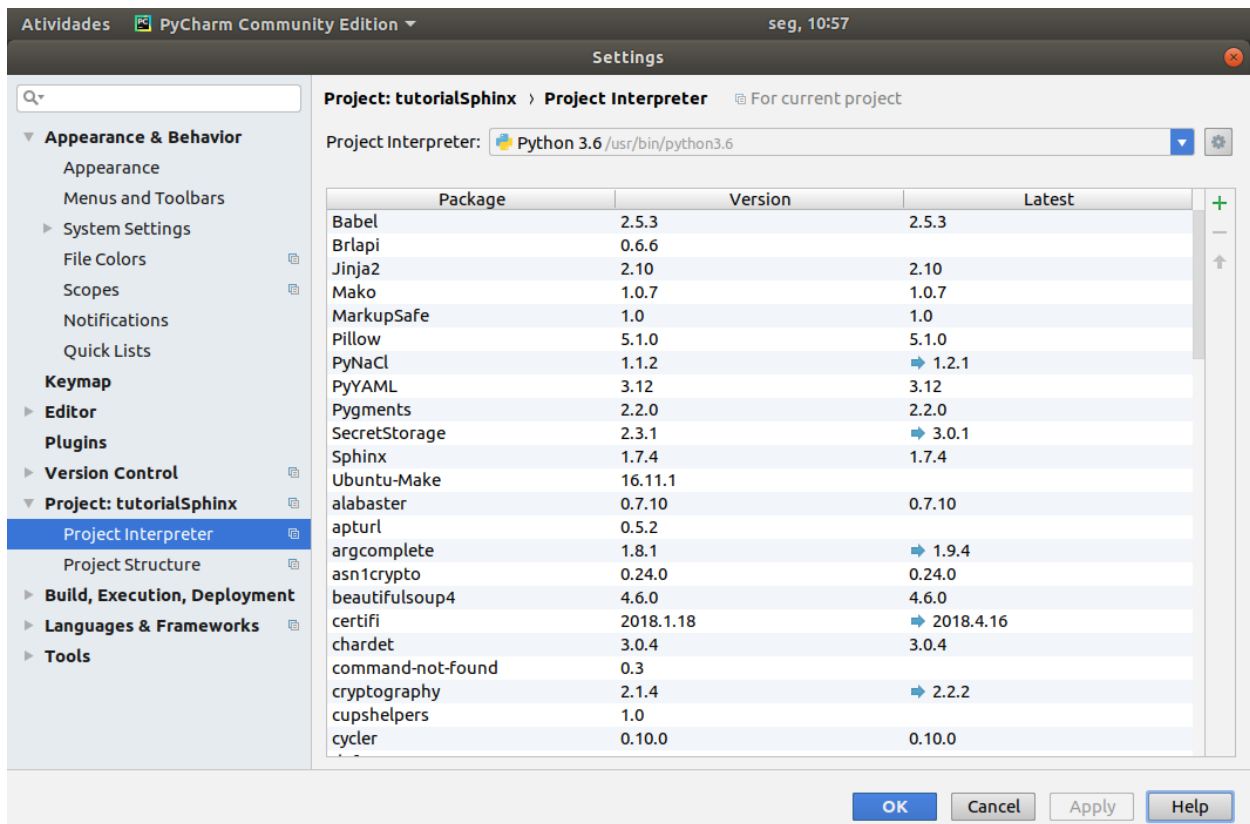 Atividades PyCharm Community Edition seg, 10:57
Settings
Project: tutorialSphinx › Project Interpreter For current project
Project Interpreter: Python 3.6 /usr/bin/python3.6
Appearance & Behavior
Appearance
Menus and Toolbars
System Settings
File Colors
Scopes
Notifications
Quick Lists
Keymap
Editor
Plugins
Version Control
Project: tutorialSphinx
Project Interpreter
Project Structure
Build, Execution, Deployment
Languages & Frameworks
Tools
Package Version Latest
Babel 2.5.3 2.5.3
Brlapi 0.6.6
Jinja2 2.10 2.10
Mako 1.0.7 1.0.7
MarkupSafe 1.0 1.0
Pillow 5.1.0 5.1.0
PyNaCl 1.1.2 1.2.1
PyYAML 3.12 3.12
Pygments 2.2.0 2.2.0
SecretStorage 2.3.1 3.0.1
Sphinx 1.7.4 1.7.4
Ubuntu-Make 16.11.1
alabaster 0.7.10 0.7.10
apturl 0.5.2
argcomplete 1.8.1 1.9.4
asn1crypto 0.24.0 0.24.0
beautifulsoup4 4.6.0 4.6.0
certifi 2018.1.18 2018.4.16
chardet 3.0.4 3.0.4
command-not-found 0.3
cryptography 2.1.4 2.2.2
cupshelpers 1.0
cycler 0.10.0 0.10.0
OK Cancel Apply Help